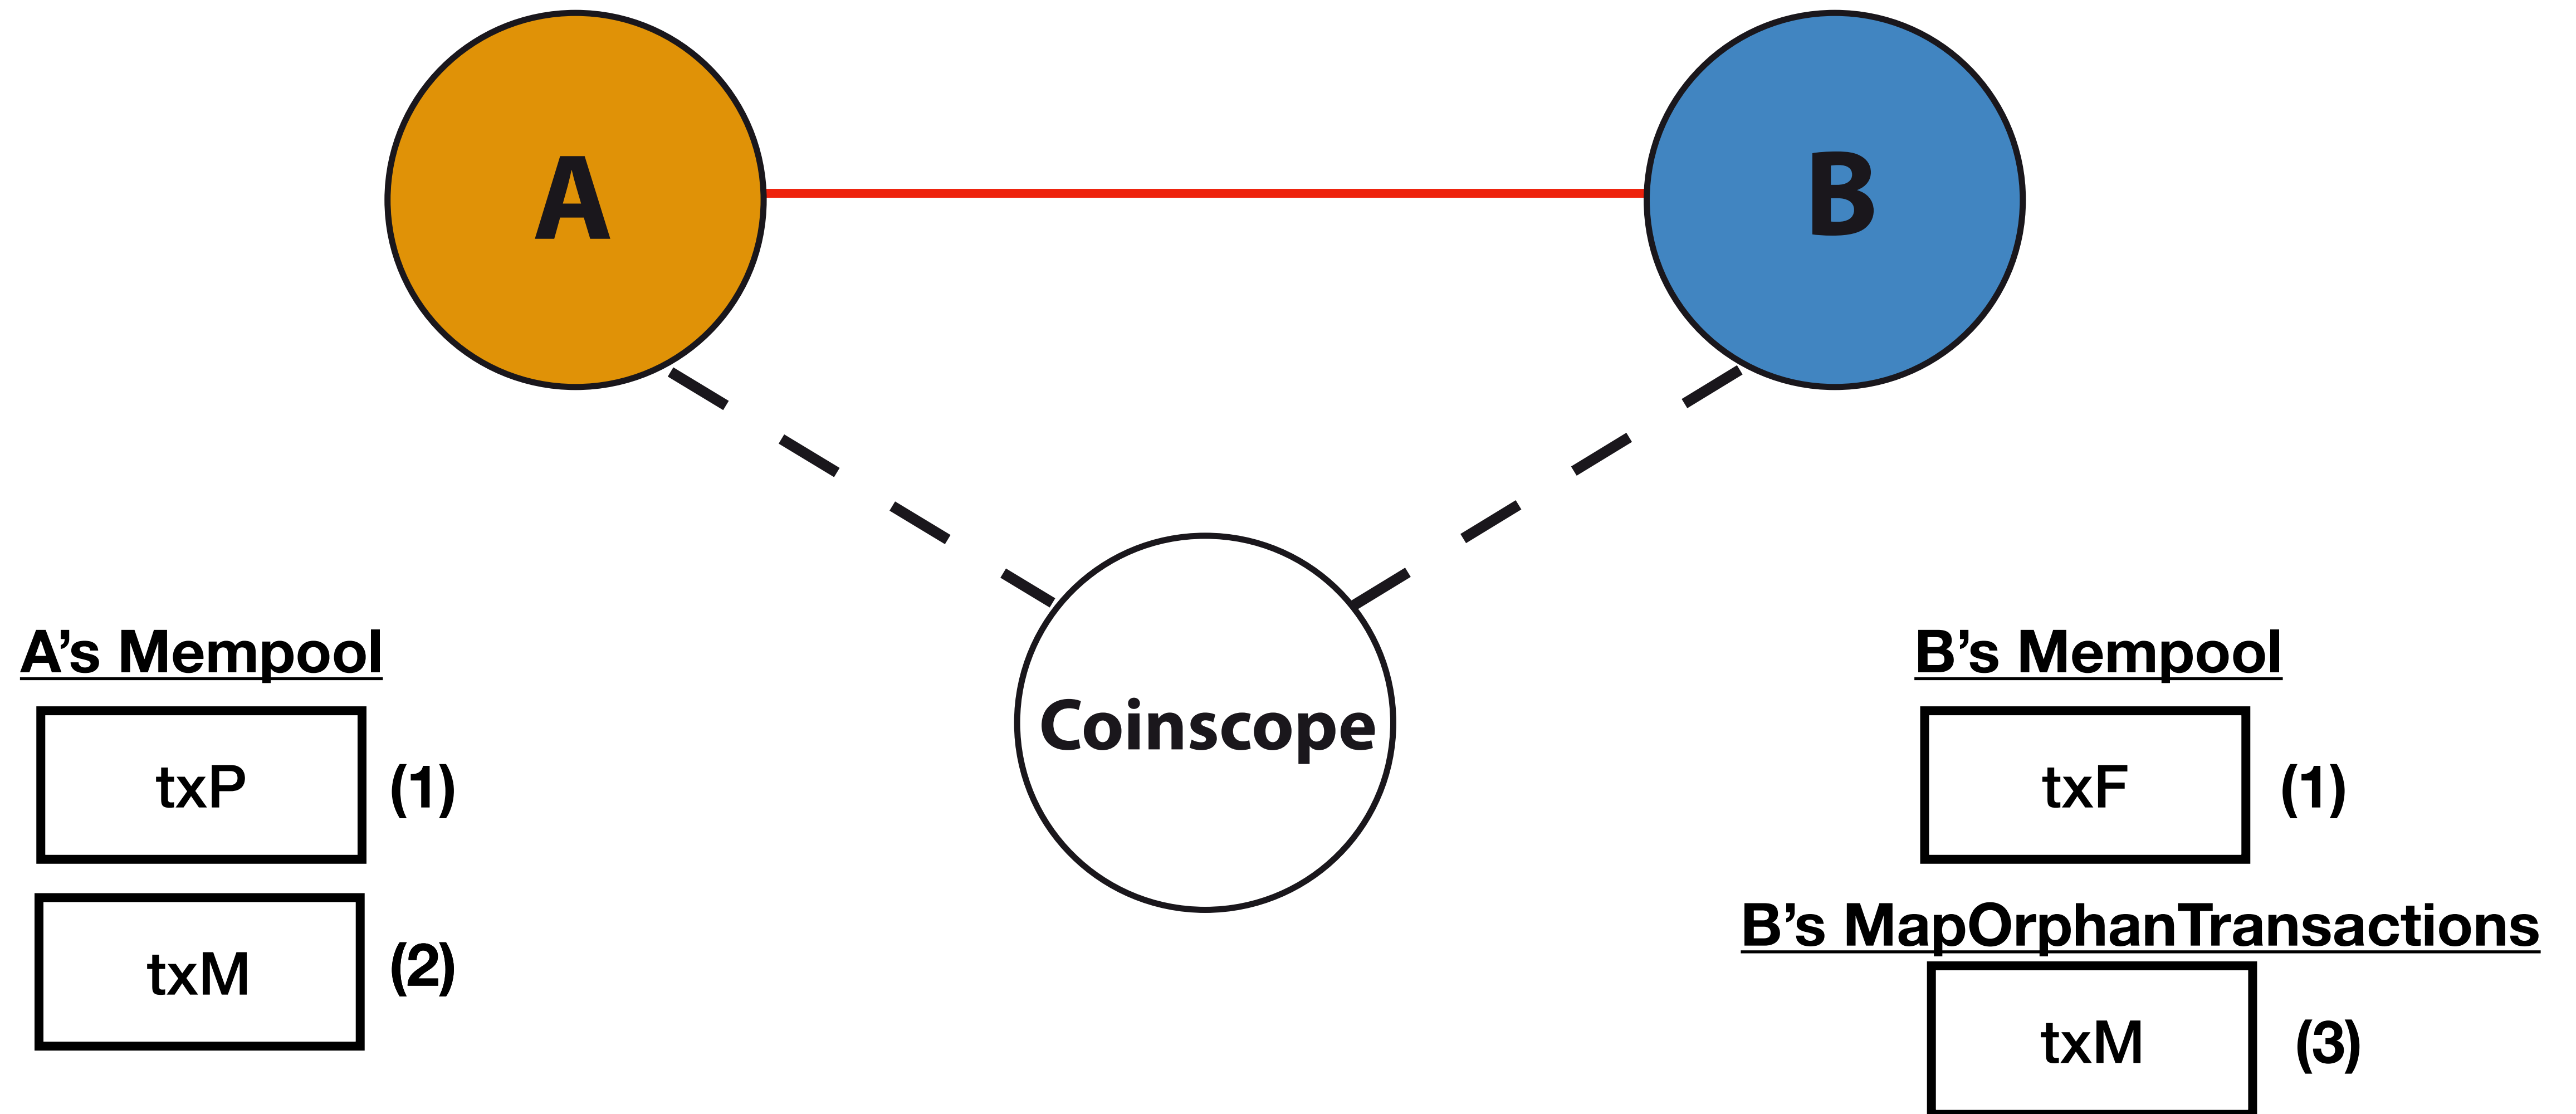 A
B
Coinscope
A’s Mempool
txP
(1)
txM
(2)
B’s Mempool
txF
(1)
B’s MapOrphanTransactions
txM
(3)